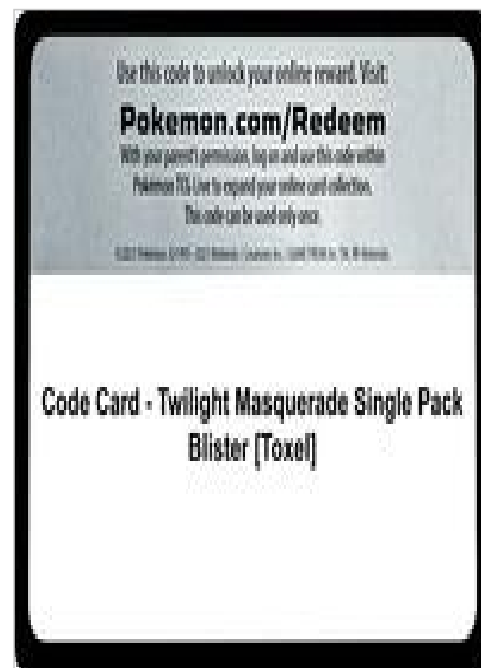 Use this code to unlock your online reward. Visit
Pokemon.com/Redeem
With your parent's permission, log on and use this code within
Pokémon TCG Live to expand your online card collection.
This code can be used only once.
Code Card - Twilight Masquerade Single Pack
Blister [Toxel]